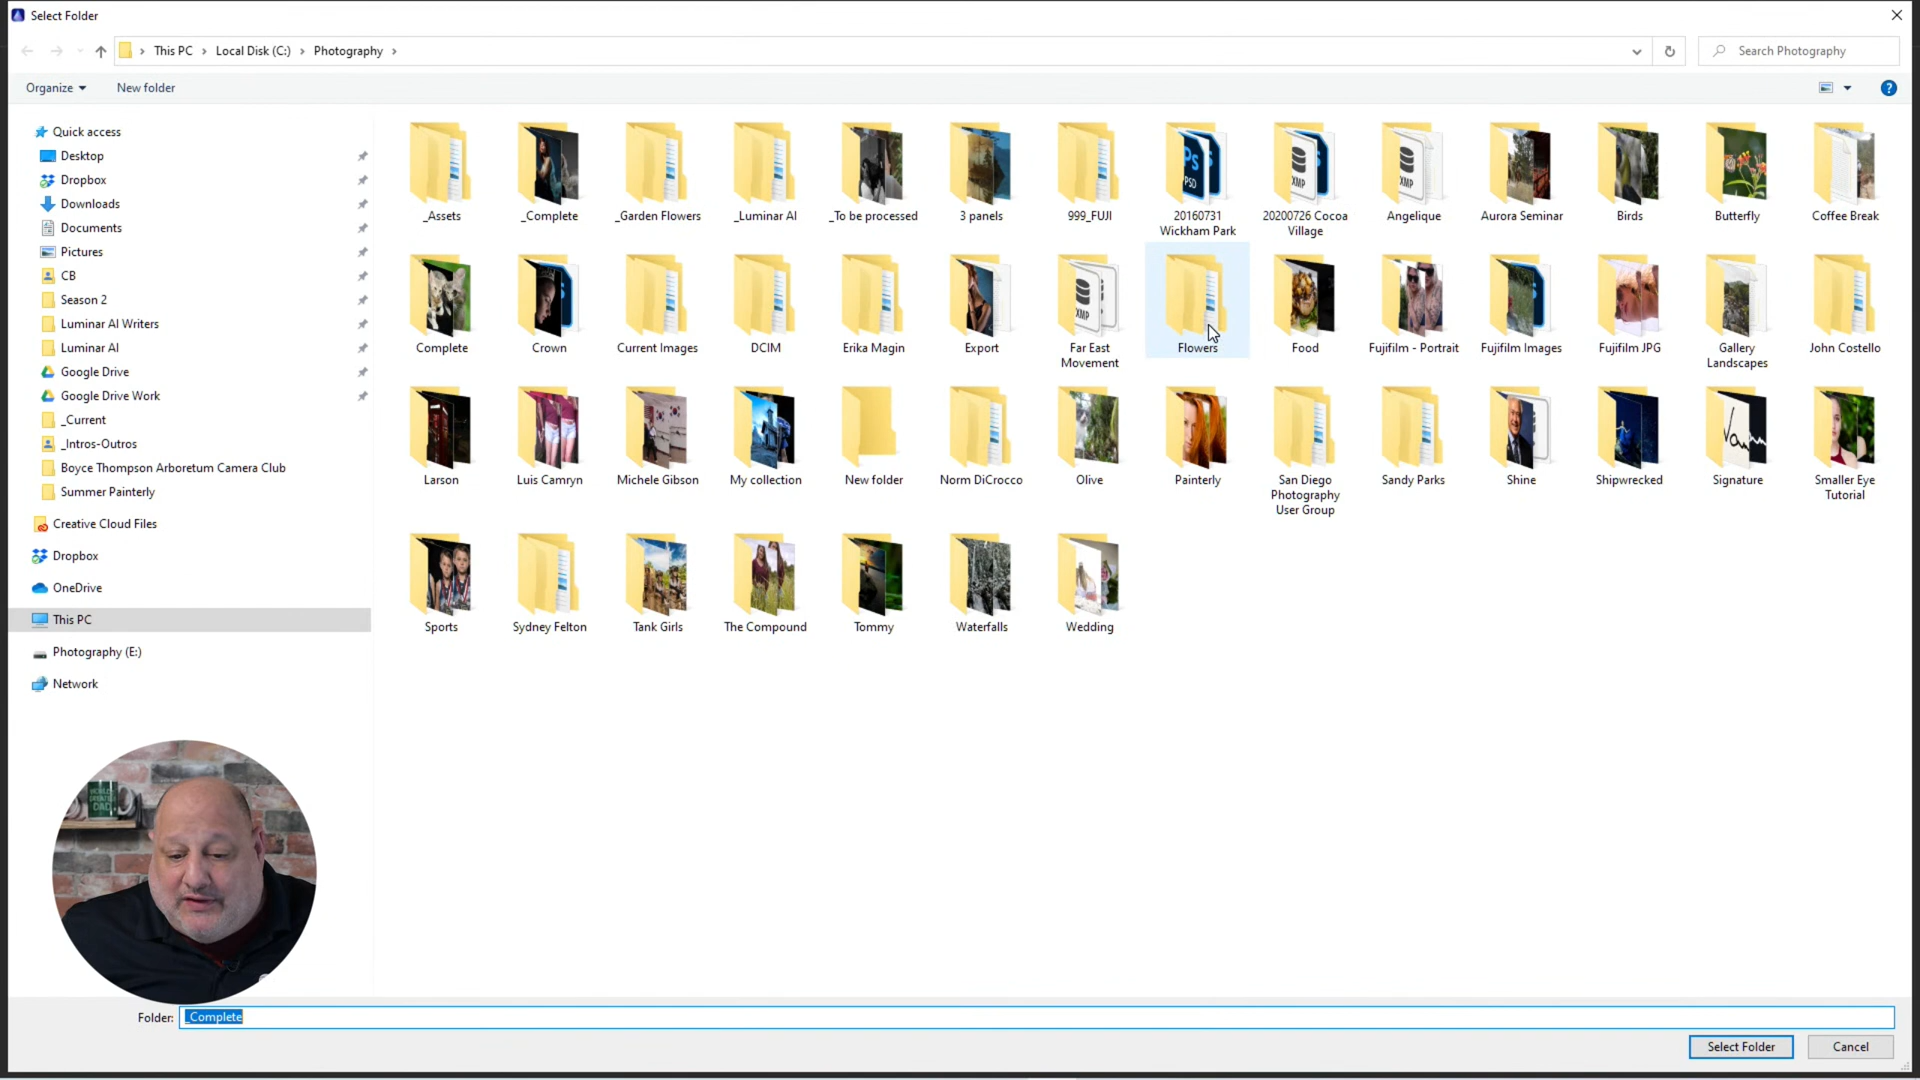 Select Folder
This PC
Local Disk (C:)
Photography
Search Photography
Organize
New folder
?
Quick access
Desktop
Dropbox
Downloads
Documents
Pictures
CB
Season 2
Luminar AI Writers
Luminar AI
Google Drive
Google Drive Work
_Current
_Intros-Outros
Boyce Thompson Arboretum Camera Club
Summer Painterly
Creative Cloud Files
Dropbox
OneDrive
This PC
Photography (E:)
Network
PS
PSD
XMP
XMP
_Assets
_Complete
_Garden Flowers
_Luminar AI
_To be processed
3 panels
999_FUJI
20160731
Wickham Park
20200726 Cocoa
Village
Angelique
Aurora Seminar
Birds
Butterfly
Coffee Break
XMP
Complete
Crown
Current Images
DCIM
Erika Magin
Export
Far East
Movement
Flowers
Food
Fujifilm - Portrait
Fujifilm Images
Fujifilm JPG
Gallery
Landscapes
John Costello
Larson
Luis Camryn
Michele Gibson
My collection
New folder
Norm DiCrocco
Olive
Painterly
San Diego
Photography
User Group
Sandy Parks
Shine
Shipwrecked
Signature
Smaller Eye
Tutorial
Sports
Sydney Felton
Tank Girls
The Compound
Tommy
Waterfalls
Wedding
Folder:
_Complete
Select Folder
Cancel